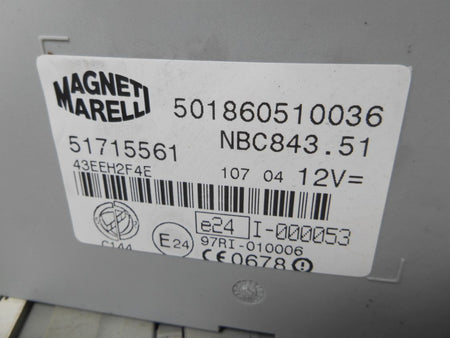 MAGNETI
MARELLI
501860510036
51715561
NBC843.51
43EEH2F4E
107 04 12V=
e24 I-000053
C144
E24
97RI-010006
CE0678